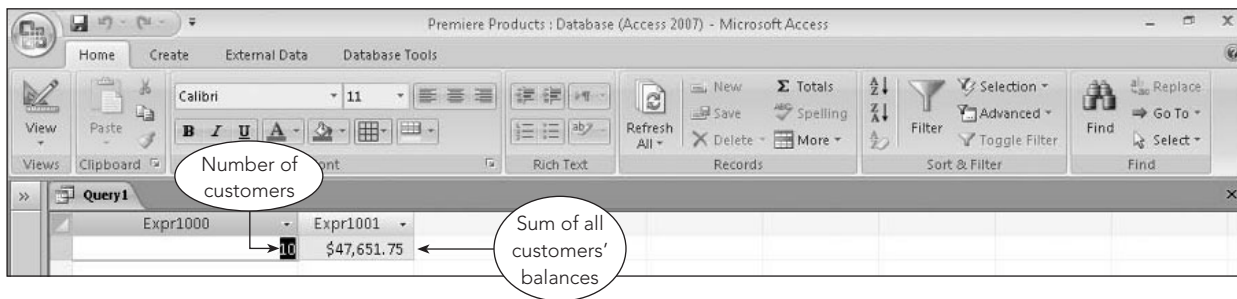 Premiere Products : Database (Access 2007) - Microsoft Access
Home Create External Data Database Tools
View Paste Calibri 11 Refresh All New Save Delete Totals Spelling More Filter Selection Advanced Toggle Filter Find Replace Go To Select
B I U A ab
Views Clipboard Font Rich Text Records Sort & Filter Find
Number of
customers
Query1
Expr1000 Expr1001
10 $47,651.75
Sum of all
customers’
balances